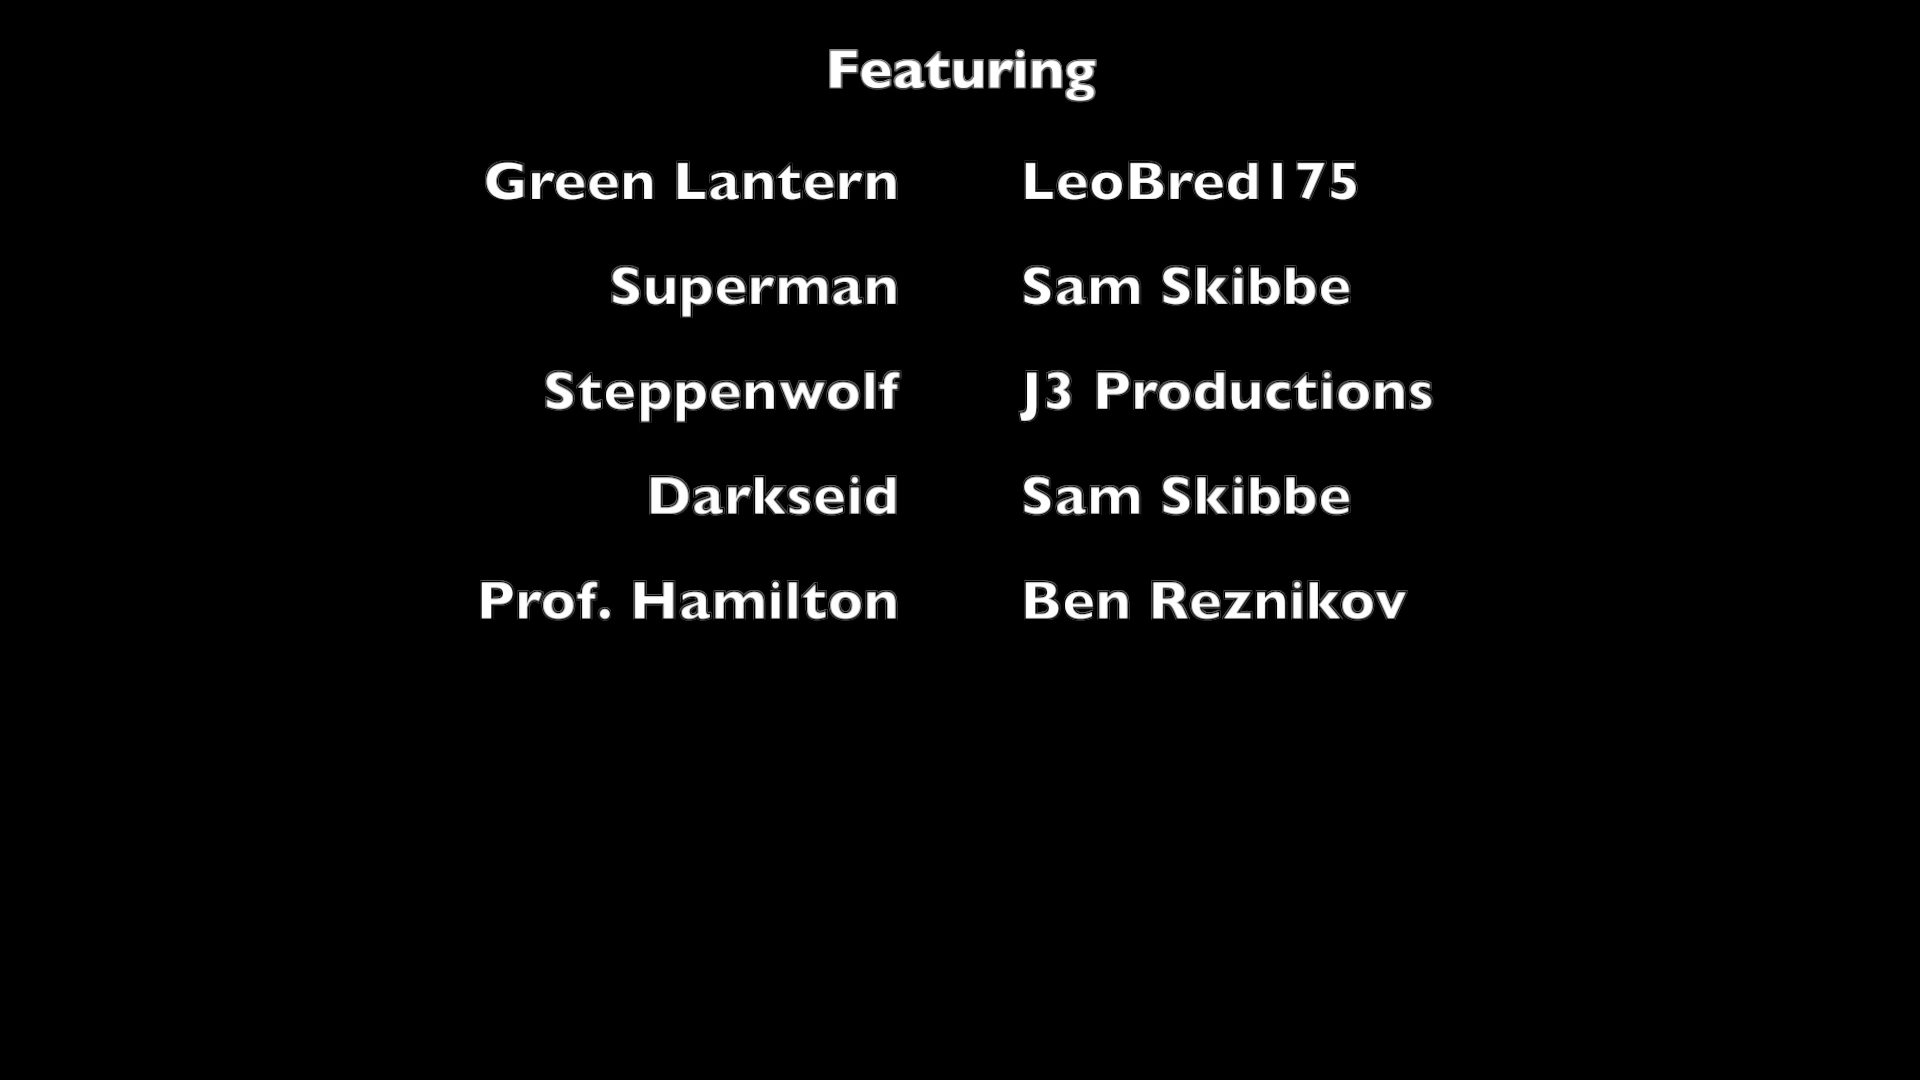 Featuring
Green Lantern LeoBred175
Superman Sam Skibbe
Steppenwolf J3 Productions
Darkseid Sam Skibbe
Prof. Hamilton Ben Reznikov